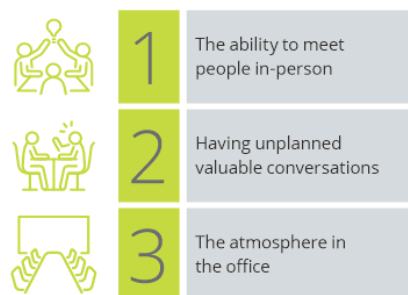 1
The ability to meet
people in-person
2
Having unplanned
valuable conversations
3
The atmosphere in
the office